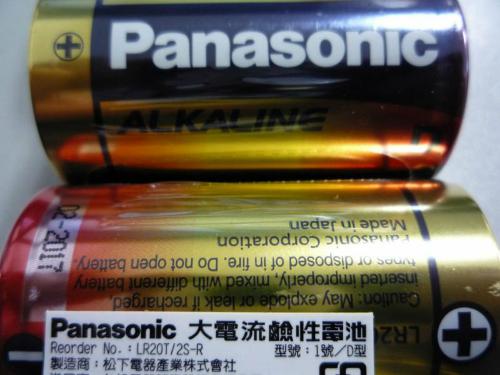 +
Panasonic
ALKALINE
02-2017
Made in Japan
Panasonic Corporation
types or disposed of in fire. Do not open battery.
inserted improperly, mixed with different battery
Caution: May explode or leak if recharged,
LR20
+
Panasonic 大電流鹼性電池
Reorder No.：LR20T/2S-R 型號：1號/D型
製造商：松下電器產業株式會社